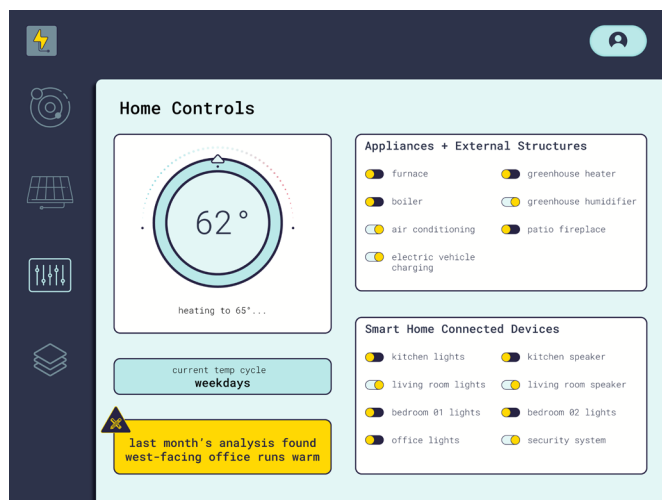 Home Controls
62°
heating to 65°...
current temp cycle
weekdays
last month's analysis found
west-facing office runs warm
Appliances + External Structures
furnace
greenhouse heater
boiler
greenhouse humidifier
air conditioning
patio fireplace
electric vehicle
charging
Smart Home Connected Devices
kitchen lights
kitchen speaker
living room lights
living room speaker
bedroom 01 lights
bedroom 02 lights
office lights
security system